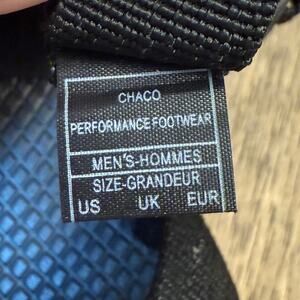 CHACO
PERFORMANCE FOOTWEAR
MEN'S-HOMMES
SIZE-GRANDEUR
US UK EUR